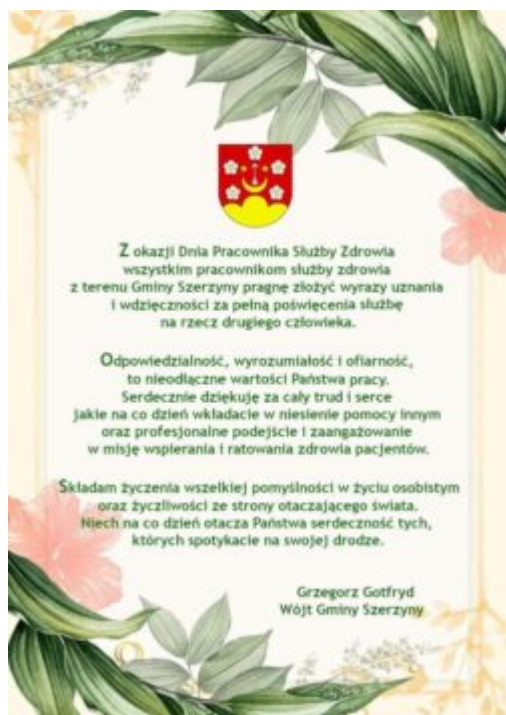 Z okazji Dnia Pracownika Służby Zdrowia
wszystkim pracownikom służby zdrowia
z terenu Gminy Szerzyny pragnę złożyć wyrazy uznania
i wdzięczności za pełną poświęcenia służbę
na rzecz drugiego człowieka.
Odpowiedzialność, wyrozumiałość i ofiarność,
to nieodłączne wartości Państwa pracy.
Serdecznie dziękuję za cały trud i serce
jakie na co dzień wkładacie w niesienie pomocy innym
oraz profesjonalne podejście i zaangażowanie
w misję wspierania i ratowania zdrowia pacjentów.
Składam życzenia wszelkiej pomyślności w życiu osobistym
oraz życzliwości ze strony otaczającego świata.
Niech na co dzień otacza Państwa serdeczność tych,
których spotykacie na swojej drodze.
Grzegorz Gotfryd
Wójt Gminy Szerzyny